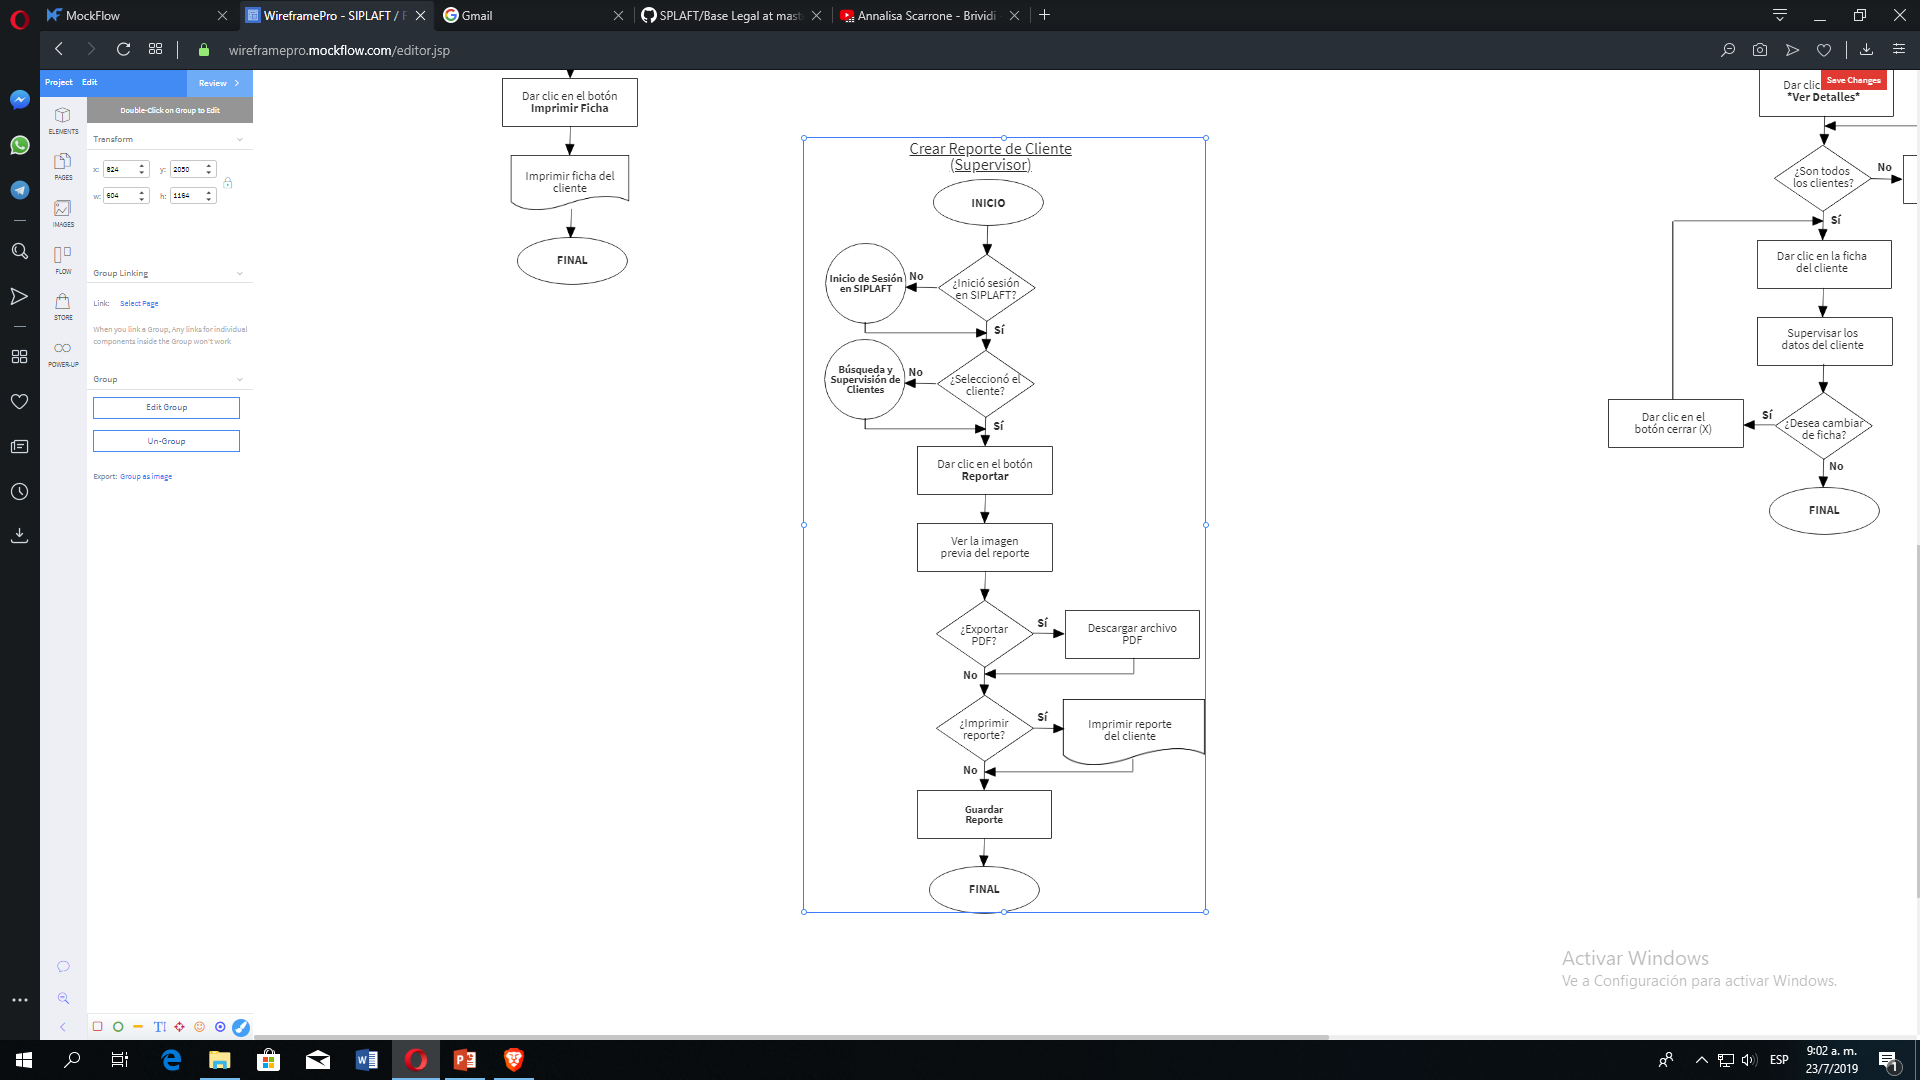 MockFlow
WireframePro - SIPLAFT / F
Gmail
SPLAFT/Base Legal at mast
Annalisa Scarrone - Brividi
wireframepro.mockflow.com/editor.jsp
Project Edit Review
Double-Click on Group to Edit
ELEMENTS
PAGES
IMAGES
FLOW
STORE
POWER-UP
Transform
x: 824 y: 2050
w: 604 h: 1164
Group Linking
Link: Select Page
When you link a Group, Any links for individual
components inside the Group won't work
Group
Edit Group
Un-Group
Export: Group as image
Dar clic en el botón
Imprimir Ficha
Imprimir ficha del
cliente
FINAL
Crear Reporte de Cliente
(Supervisor)
INICIO
Inicio de Sesión
en SIPLAFT
No
¿Inició sesión
en SIPLAFT?
Sí
Búsqueda y
Supervisión de
Clientes
No
¿Seleccionó el
cliente?
Sí
Dar clic en el botón
Reportar
Ver la imagen
previa del reporte
¿Exportar
PDF?
Sí
Descargar archivo
PDF
No
¿Imprimir
reporte?
Sí
Imprimir reporte
del cliente
No
Guardar
Reporte
FINAL
Save Changes
Dar clic
*Ver Detalles*
¿Son todos
los clientes?
No
Sí
Dar clic en la ficha
del cliente
Supervisar los
datos del cliente
¿Desea cambiar
de ficha?
Sí
Dar clic en el
botón cerrar (X)
No
FINAL
Activar Windows
Ve a Configuración para activar Windows.
ESP
9:02 a. m.
23/7/2019
1